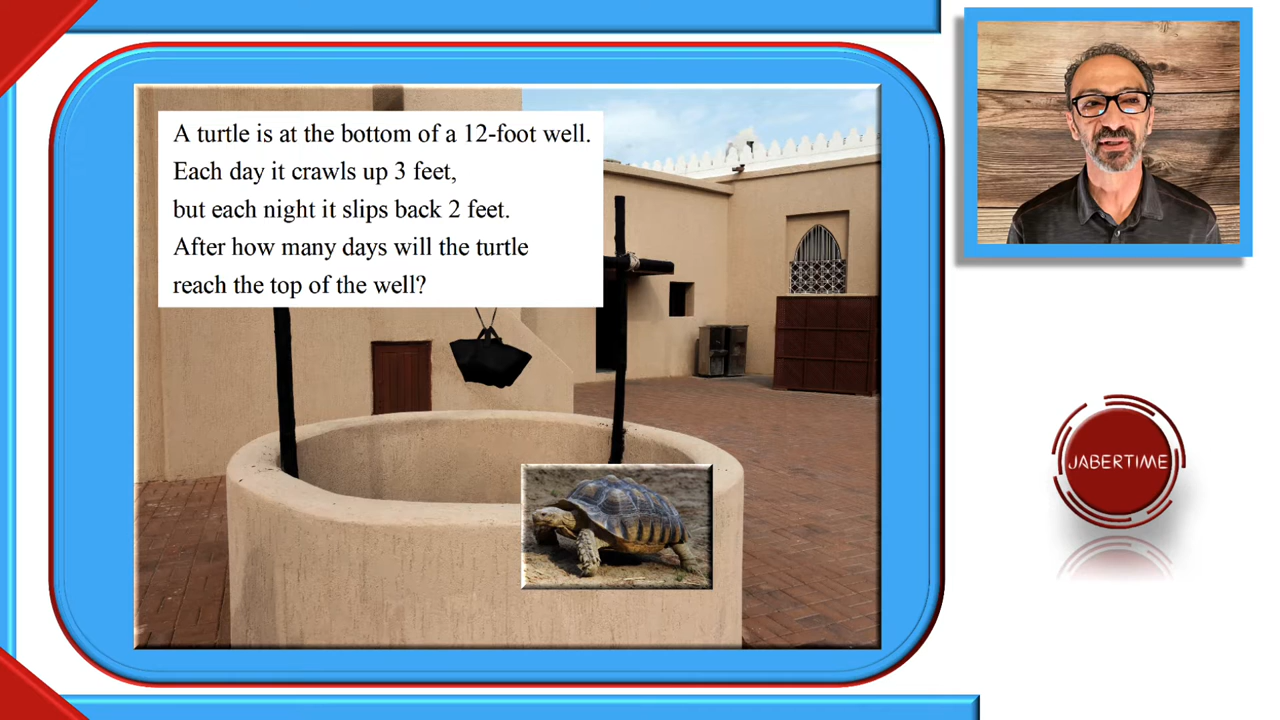 A turtle is at the bottom of a 12-foot well.
Each day it crawls up 3 feet,
but each night it slips back 2 feet.
After how many days will the turtle
reach the top of the well?
JABERTIME